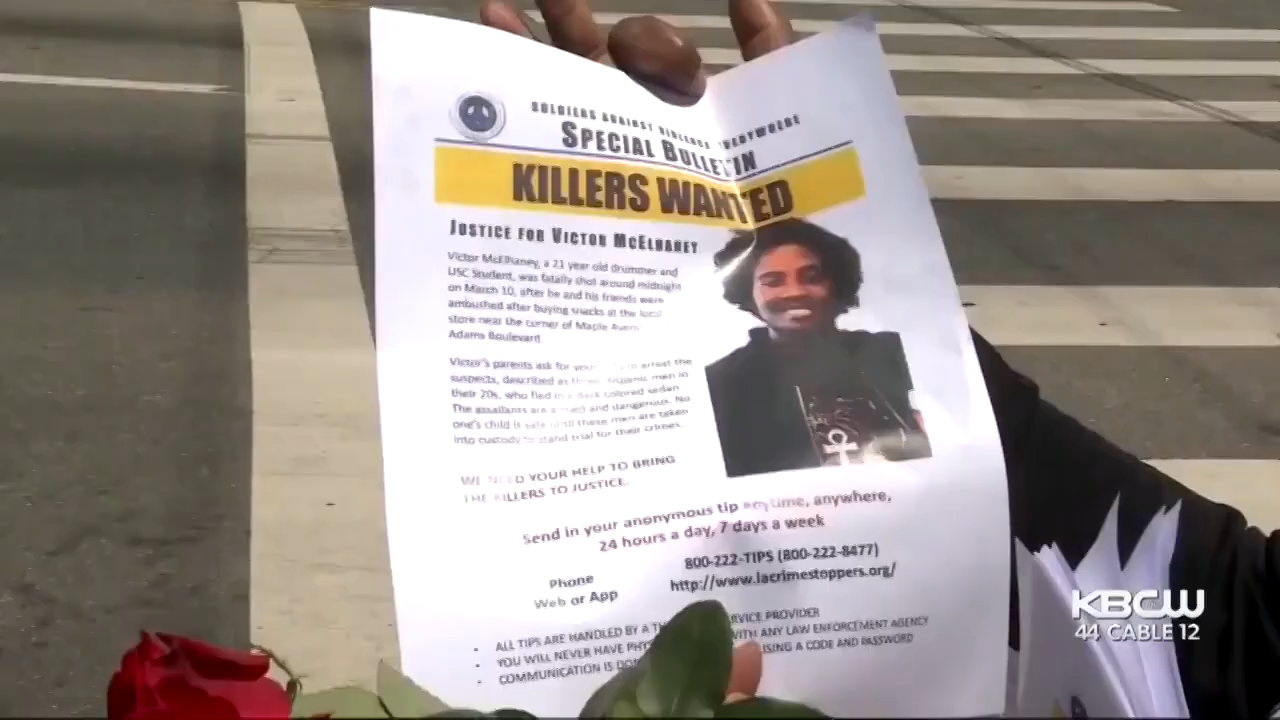 SOLDIERS AGAINST VIOLENCE EVERYWHERE
SPECIAL BULLETIN
KILLERS WANTED
JUSTICE FOR VICTOR MCELHANEY
Victor McElhaney, a 21 year old drummer and
USC Student, was fatally shot around midnight
on March 10, after he and his friends were
ambushed after buying snacks at the local
store near the corner of Maple
Adams Boulevard.
Victor's parents ask for your to arrest the
suspects, described as men in
their 20s, who fled in a dark colored sedan.
The assailants are armed and dangerous. No
one's child is safe until these men are taken
into custody to stand trial for their crimes.
WE NEED YOUR HELP TO BRING
THE KILLERS TO JUSTICE.
Send in your anonymous tip anytime, anywhere,
24 hours a day, 7 days a week
Phone 800-222-TIPS (800-222-8477)
Web or App http://www.lacrimestoppers.org/
• ALL TIPS ARE HANDLED BY A SERVICE PROVIDER
• YOU WILL NEVER HAVE WITH ANY LAW ENFORCEMENT AGENCY
• COMMUNICATION IS USING A CODE AND PASSWORD
KBCW
44 CABLE 12